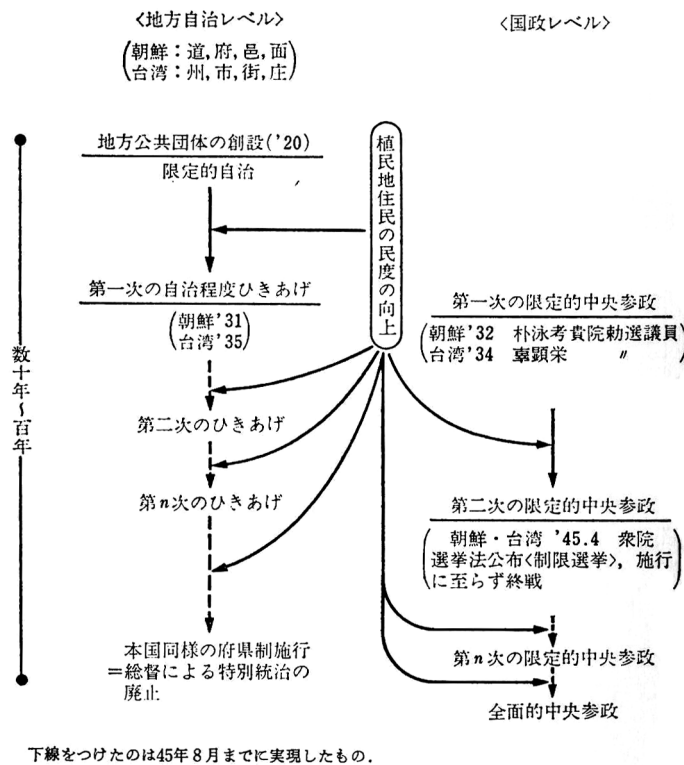 〈地方自治レベル〉
(朝鮮：道，府，邑，面
台湾：州，市，街，庄)
地方公共団体の創設('20)
限定的自治
第一次の自治程度ひきあげ
(朝鮮'31
台湾'35)
第二次のひきあげ
第n次のひきあげ
本国同様の府県制施行
＝総督による特別統治の
廃止
数十年〜百年
植民地住民の民度の向上
〈国政レベル〉
第一次の限定的中央参政
(朝鮮'32 朴泳考貴院勅選議員
台湾'34 辜顕栄 〃)
第二次の限定的中央参政
(朝鮮・台湾 '45.4 衆院
選挙法公布〈制限選挙〉，施行
に至らず終戦)
第n次の限定的中央参政
全面的中央参政
下線をつけたのは45年8月までに実現したもの．